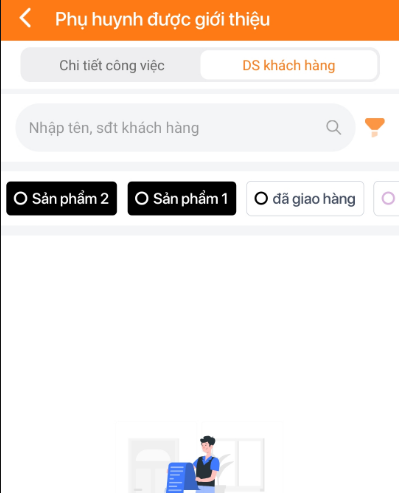 Phụ huynh được giới thiệu
Chi tiết công việc
DS khách hàng
Nhập tên, sđt khách hàng
Sản phẩm 2
Sản phẩm 1
đã giao hàng